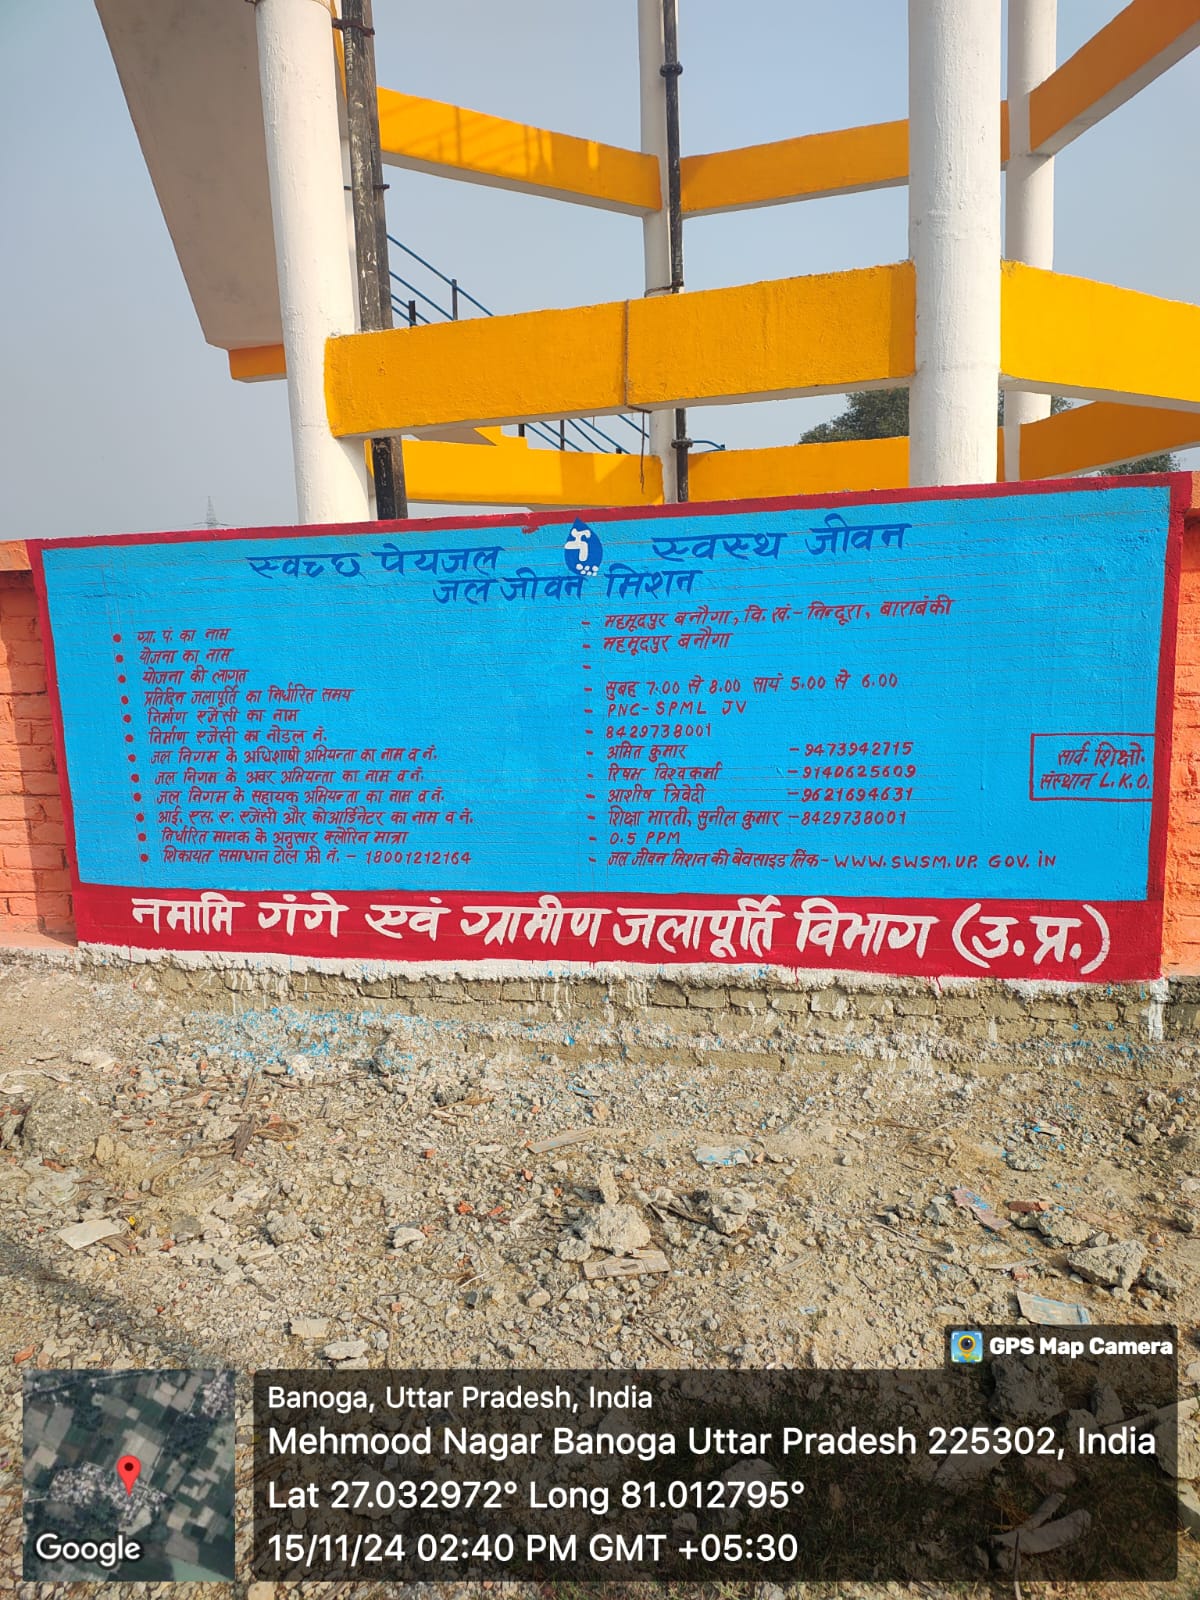 स्वच्छ पेयजल स्वस्थ जीवन
जल जीवन मिशन
• ग्रा. पं. का नाम - महमूदपुर बनौगा, वि. खं.- निन्दूरा, बाराबंकी
• योजना का नाम - महमूदपुर बनौगा
• योजना की लागत -
• प्रतिदिन जलापूर्ति का निर्धारित समय - सुबह 7.00 से 8.00 सायं 5.00 से 6.00
• निर्माण एजेंसी का नाम - PNC-SPML JV
• निर्माण एजेंसी का नोडल नं. - 8429738001
• जल निगम के अधिशाषी अभियन्ता का नाम व नं. - अमित कुमार - 9473942715
• जल निगम के अवर अभियन्ता का नाम व नं. - रिषभ विश्वकर्मा - 9140625609
• जल निगम के सहायक अभियन्ता का नाम व नं. - आशीष त्रिवेदी - 9621694631
• आई. एस. ए. एजेंसी और कोआर्डिनेटर का नाम व नं. - शिक्षा भारती, सुनील कुमार - 8429738001
• निर्धारित मानक के अनुसार क्लोरिन मात्रा - 0.5 PPM
• शिकायत समाधान टोल फ्री नं. - 18001212164 - जल जीवन मिशन की बेवसाइड लिंक - WWW.SWSM.UP. GOV. iN
सार्व. शिक्षो.
संस्थान L.K.O.
नमामि गंगे एवं ग्रामीण जलापूर्ति विभाग (उ.प्र.)
GPS Map Camera
Banoga, Uttar Pradesh, India
Mehmood Nagar Banoga Uttar Pradesh 225302, India
Lat 27.032972° Long 81.012795°
15/11/24 02:40 PM GMT +05:30
Google